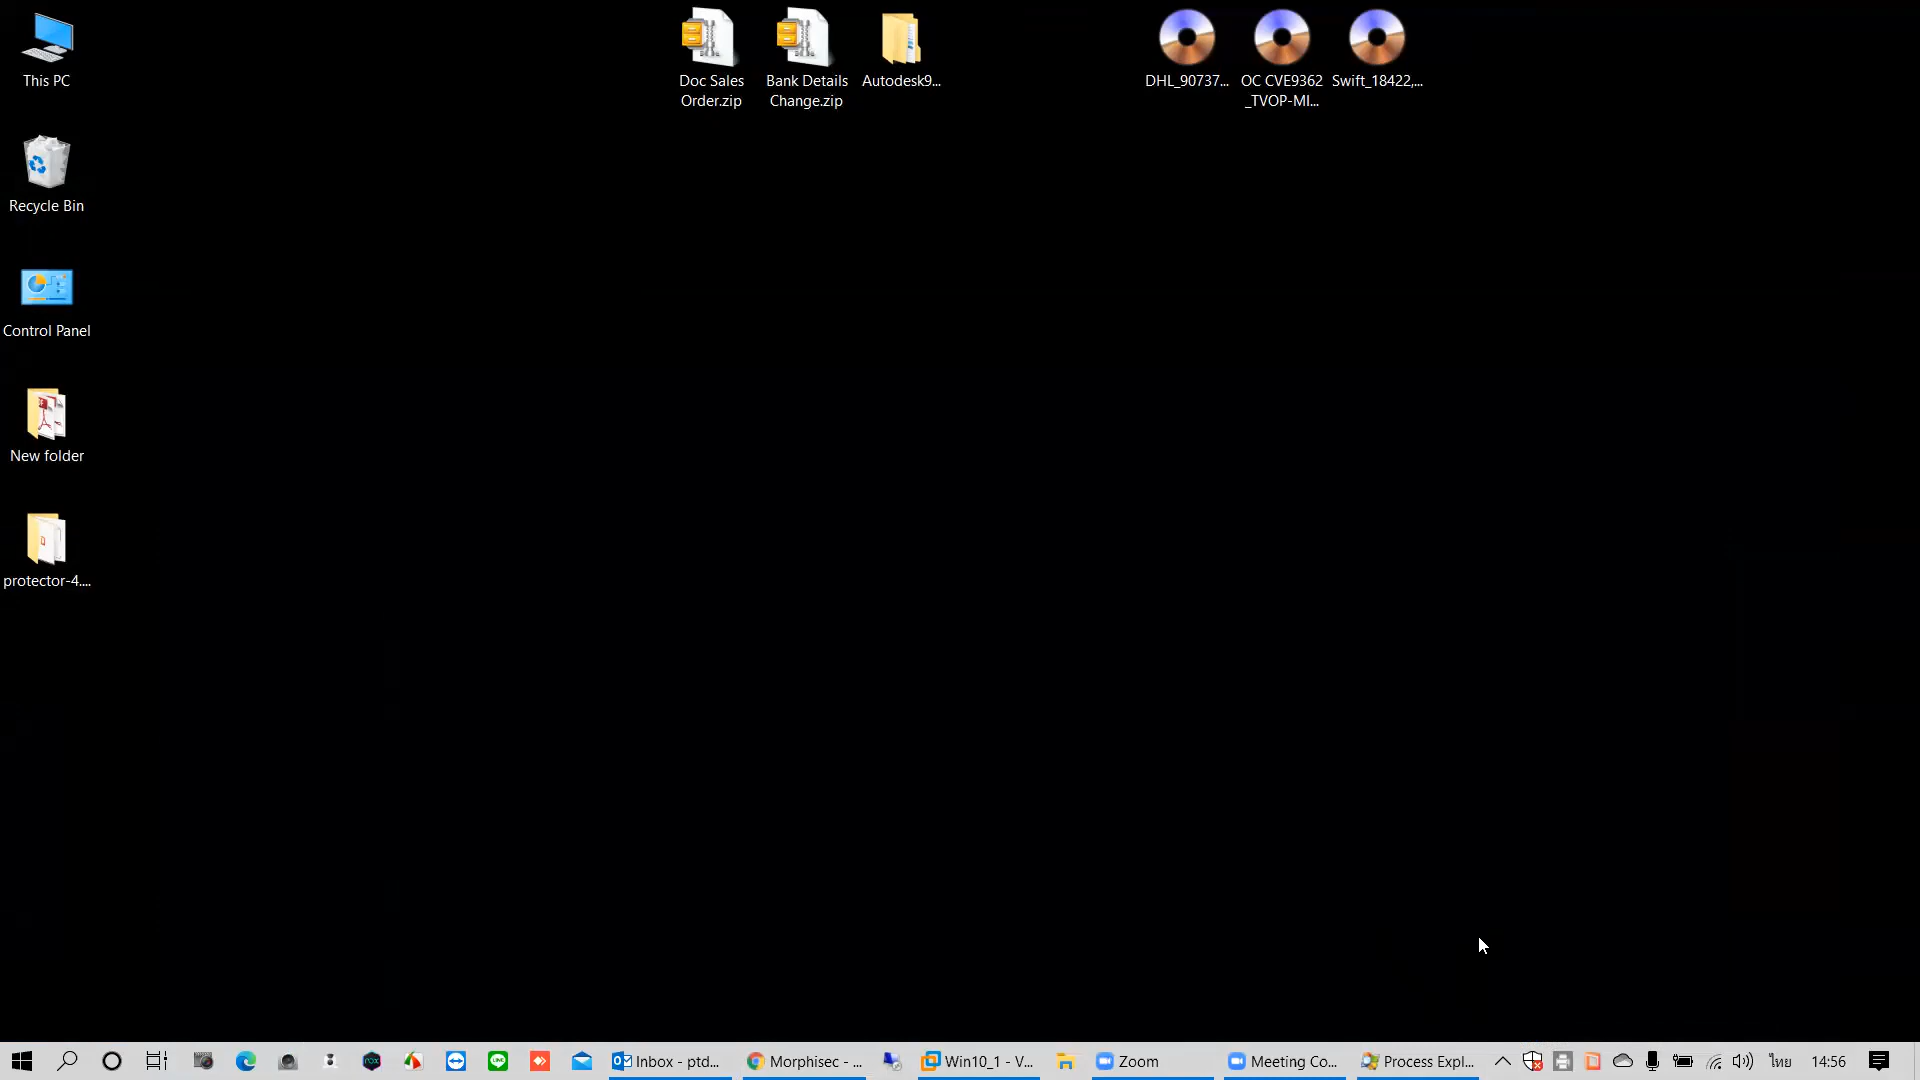 This PC
Doc Sales
Order.zip
Bank Details
Change.zip
Autodesk9...
DHL_90737...
OC CVE9362
_TVOP-MI...
Swift_18422,...
Recycle Bin
Control Panel
New folder
protector-4....
Inbox - ptd...
Morphisec - ...
Win10_1 - V...
Zoom
Meeting Co...
Process Expl...
ไทย
14:56